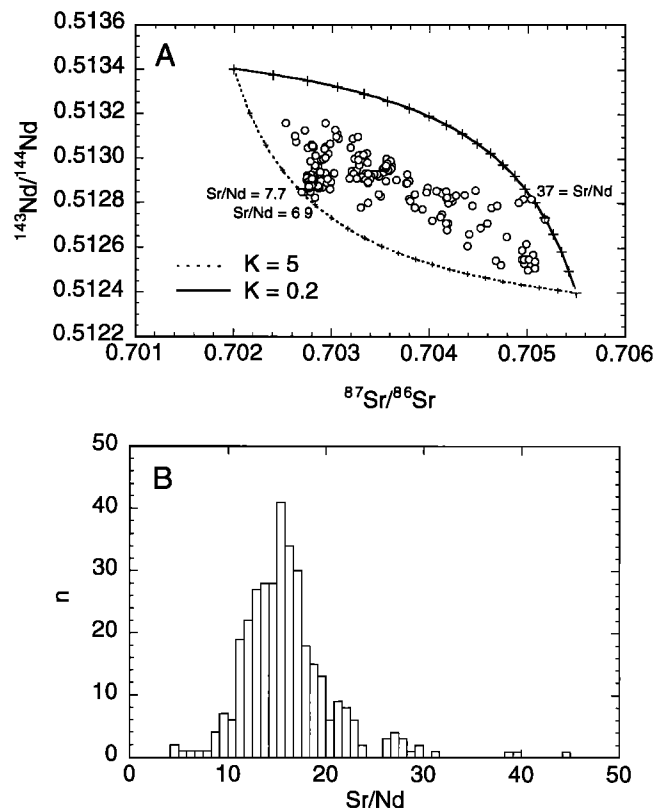 0.5136
0.5134
0.5132
0.5130
0.5128
0.5126
0.5124
0.5122
A
143Nd/144Nd
Sr/Nd = 7.7
Sr/Nd = 6 9
37 = Sr/Nd
K = 5
K = 0.2
0.701 0.702 0.703 0.704 0.705 0.706
87Sr/86Sr
50
40
30
20
10
0
B
n
0 10 20 30 40 50
Sr/Nd